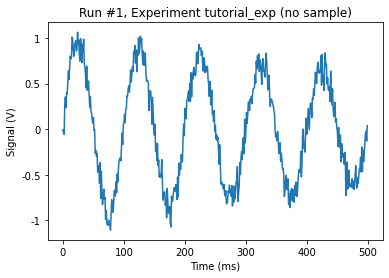 Run #1, Experiment tutorial_exp (no sample)
1
0.5
0
-0.5
-1
Signal (V)
0 100 200 300 400 500
Time (ms)